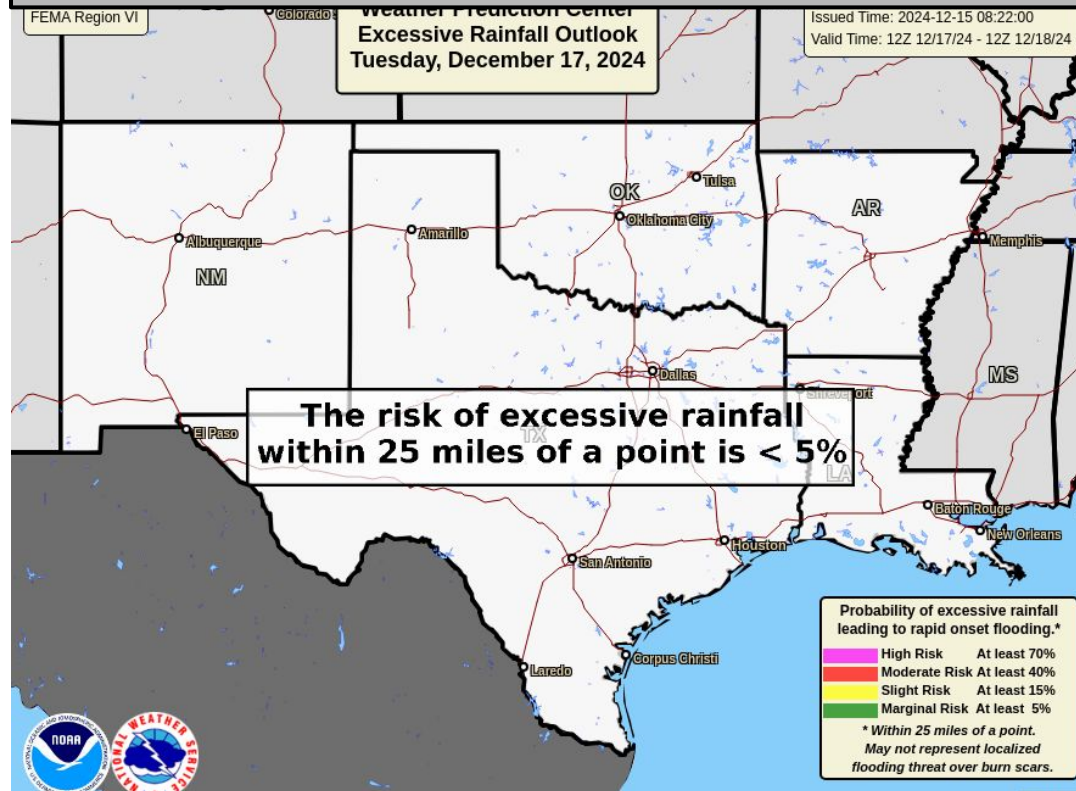 FEMA Region VI
Weather Prediction Center
Excessive Rainfall Outlook
Tuesday, December 17, 2024
Issued Time: 2024-12-15 08:22:00
Valid Time: 12Z 12/17/24 - 12Z 12/18/24
Colorado
Tulsa
OK
Oklahoma City
AR
Albuquerque
Amarillo
Memphis
NM
Dallas
MS
Shreveport
The risk of excessive rainfall
within 25 miles of a point is < 5%
El Paso
TX
LA
Baton Rouge
New Orleans
Houston
San Antonio
Corpus Christi
Laredo
Probability of excessive rainfall
leading to rapid onset flooding.*
High Risk At least 70%
Moderate Risk At least 40%
Slight Risk At least 15%
Marginal Risk At least 5%
* Within 25 miles of a point.
May not represent localized
flooding threat over burn scars.
NOAA
NATIONAL WEATHER SERVICE